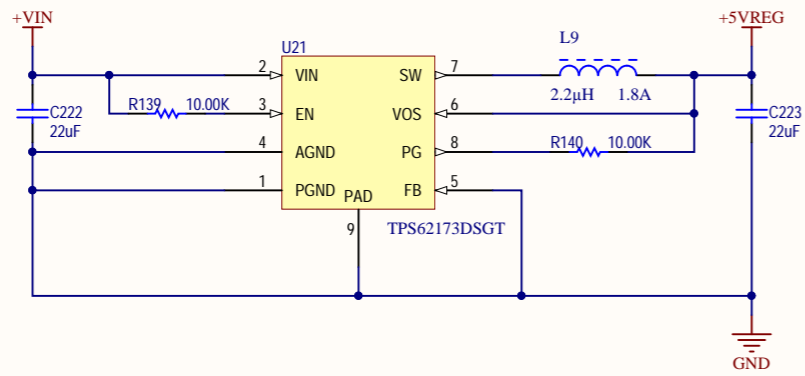 +VIN
+5VREG
U21
L9
2
VIN
SW
7
2.2µH
1.8A
C222
22uF
R139
10.00K
3
EN
VOS
6
C223
22uF
4
AGND
PG
8
R140
10.00K
1
PGND
PAD
FB
5
9
TPS62173DSGT
GND